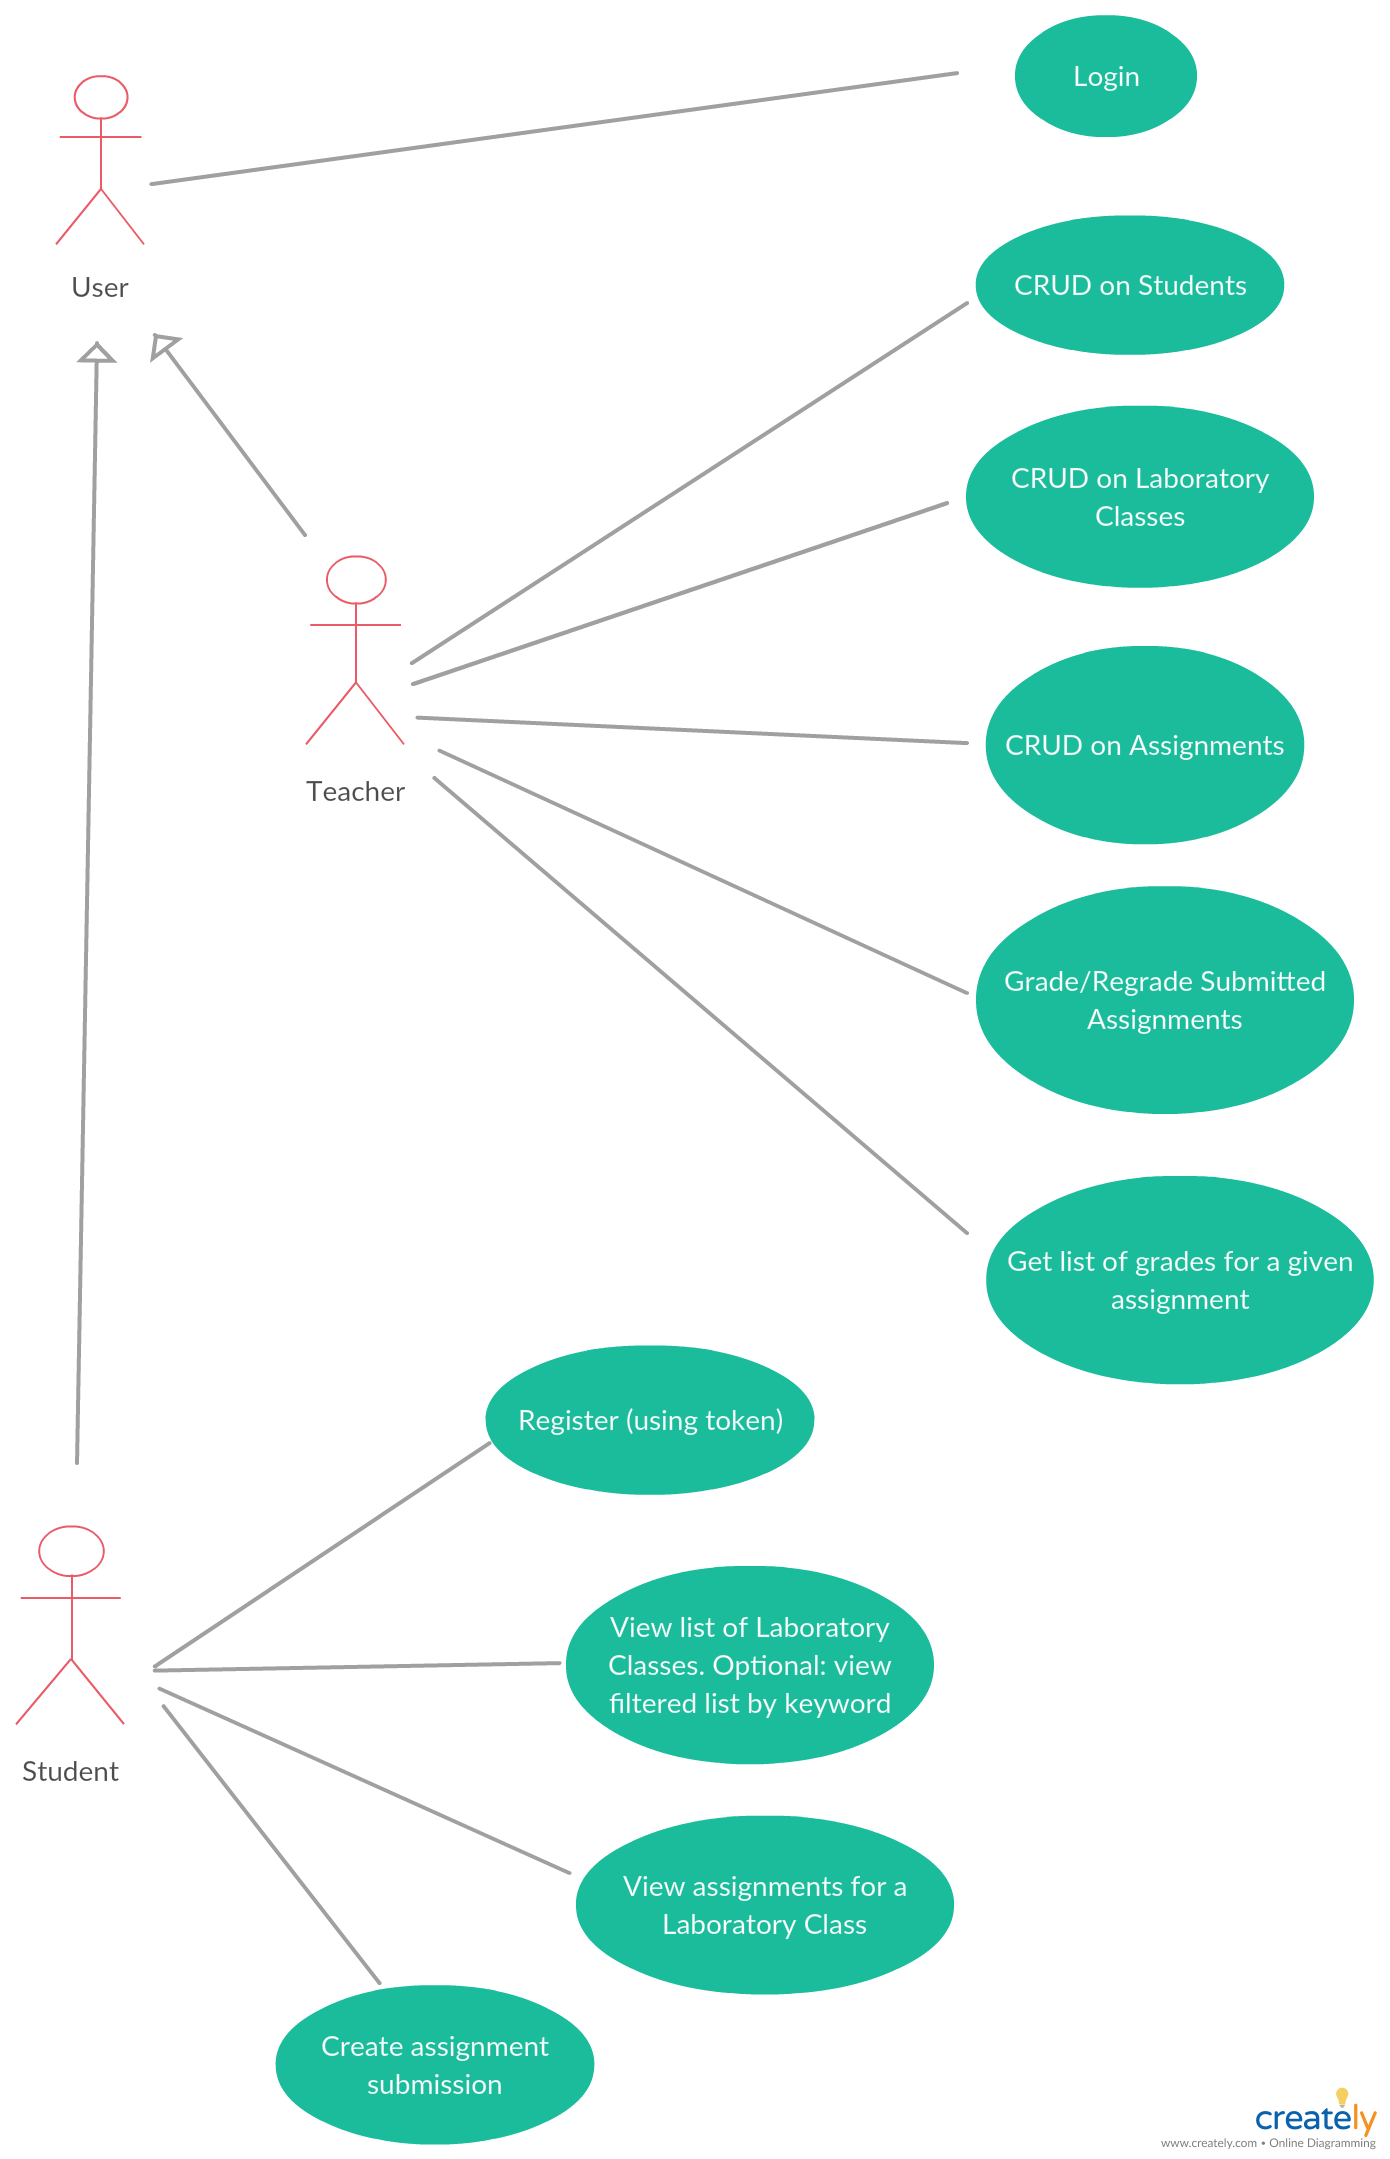 Login
User
CRUD on Students
CRUD on Laboratory
Classes
CRUD on Assignments
Teacher
Grade/Regrade Submitted
Assignments
Get list of grades for a given
assignment
Register (using token)
View list of Laboratory
Classes. Optional: view
filtered list by keyword
Student
View assignments for a
Laboratory Class
Create assignment
submission
creately
www.creately.com • Online Diagramming